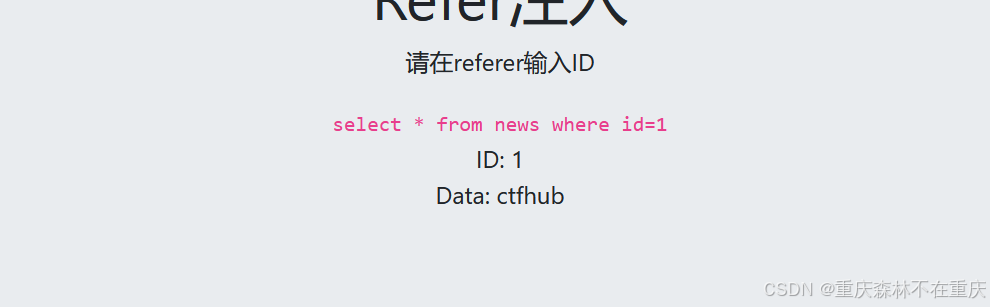 Refer注入
请在referer输入ID
select * from news where id=1
ID: 1
Data: ctfhub
CSDN @重庆森林不在重庆